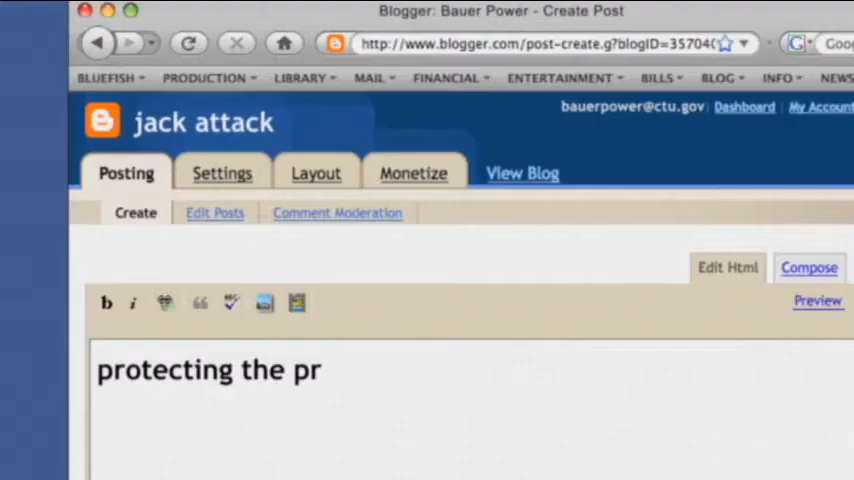 Blogger: Bauer Power - Create Post
http://www.blogger.com/post-create.g?blogID=35704
G Goo
BLUEFISH PRODUCTION LIBRARY MAIL FINANCIAL ENTERTAINMENT BILLS BLOG INFO NEWS
bauerpower@ctu.gov Dashboard My Account
jack attack
Posting Settings Layout Monetize View Blog
Create Edit Posts Comment Moderation
Edit Html Compose
b i ABC
Preview
protecting the pr